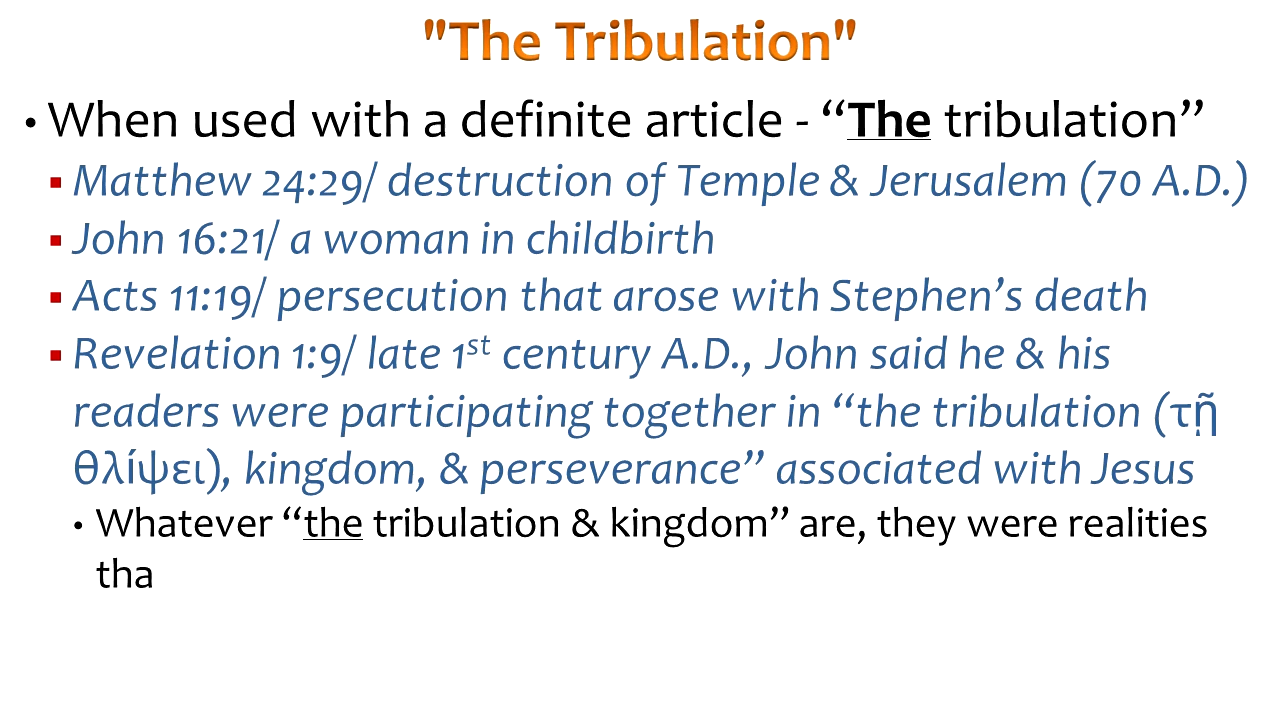 "The Tribulation"
• When used with a definite article - “The tribulation”
▪ Matthew 24:29/ destruction of Temple & Jerusalem (70 A.D.)
▪ John 16:21/ a woman in childbirth
▪ Acts 11:19/ persecution that arose with Stephen’s death
▪ Revelation 1:9/ late 1st century A.D., John said he & his
readers were participating together in “the tribulation (τῇ
θλίψει), kingdom, & perseverance” associated with Jesus
• Whatever “the tribulation & kingdom” are, they were realities
tha